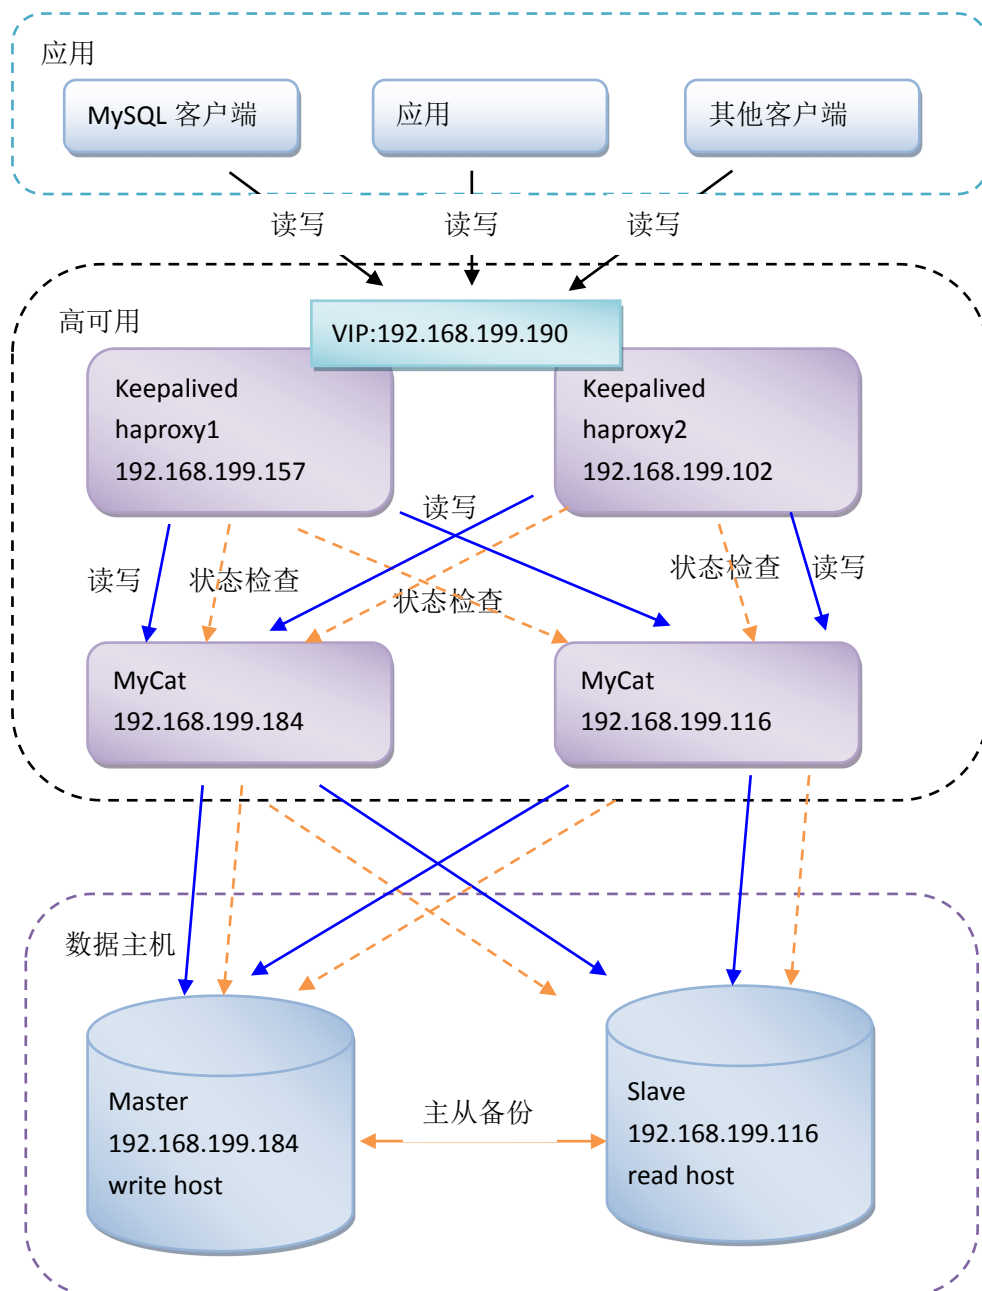 应用
MySQL 客户端
应用
其他客户端
读写
读写
读写
高可用
VIP:192.168.199.190
Keepalived
haproxy1
192.168.199.157
Keepalived
haproxy2
192.168.199.102
读写
读写
状态检查
状态检查
状态检查
读写
MyCat
192.168.199.184
MyCat
192.168.199.116
数据主机
Master
192.168.199.184
write host
主从备份
Slave
192.168.199.116
read host